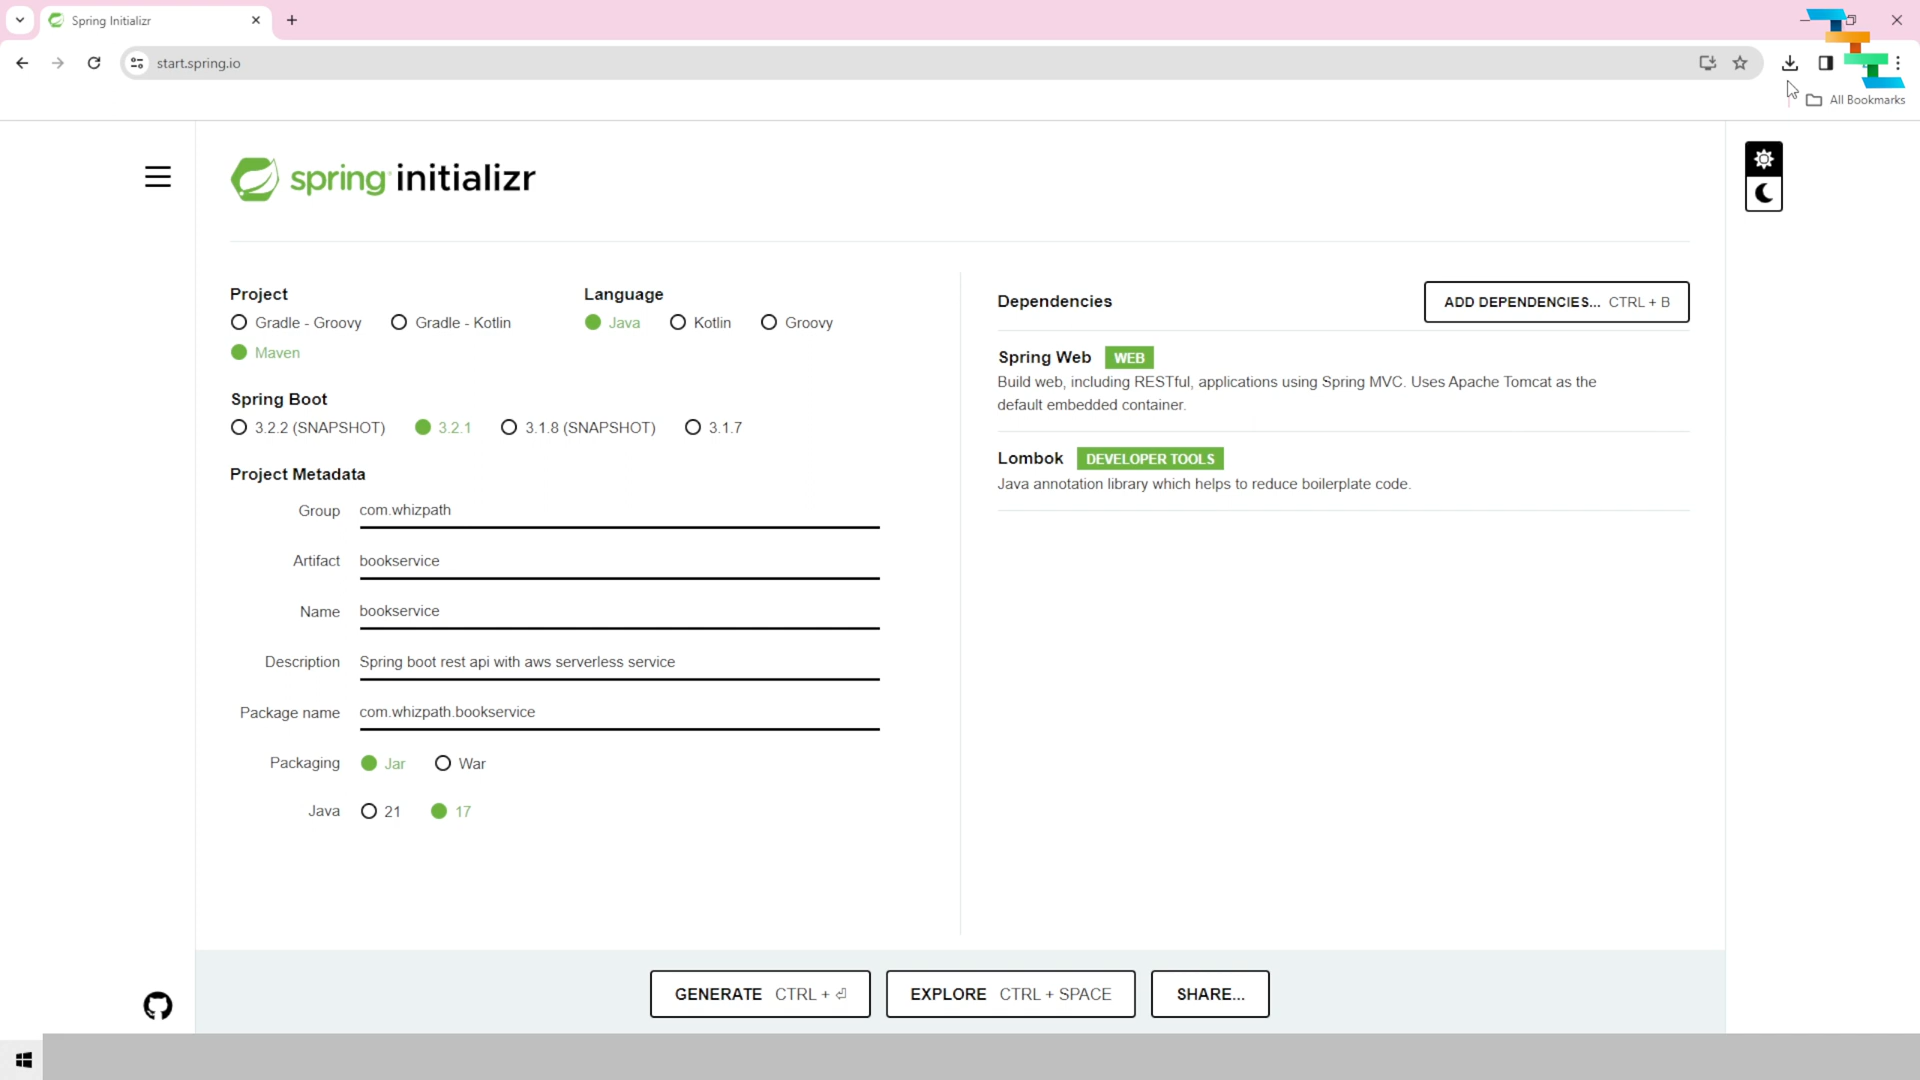 Spring Initializr
start.spring.io
All Bookmarks
spring initializr
Project
Gradle - Groovy Gradle - Kotlin
Maven
Language
Java Kotlin Groovy
Spring Boot
3.2.2 (SNAPSHOT) 3.2.1 3.1.8 (SNAPSHOT) 3.1.7
Project Metadata
Group com.whizpath
Artifact bookservice
Name bookservice
Description Spring boot rest api with aws serverless service
Package name com.whizpath.bookservice
Packaging Jar War
Java 21 17
Dependencies
ADD DEPENDENCIES... CTRL + B
Spring Web WEB
Build web, including RESTful, applications using Spring MVC. Uses Apache Tomcat as the
default embedded container.
Lombok DEVELOPER TOOLS
Java annotation library which helps to reduce boilerplate code.
GENERATE CTRL + ⏎
EXPLORE CTRL + SPACE
SHARE...